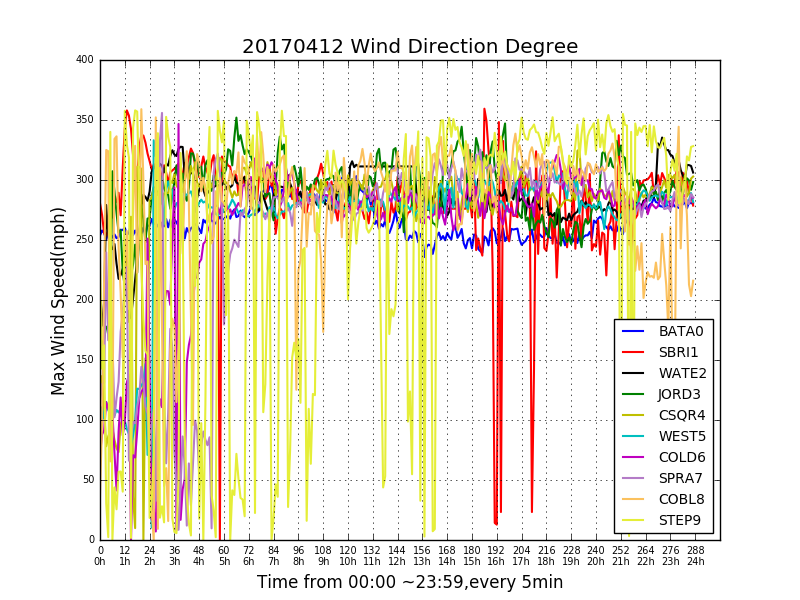 20170412 Wind Direction Degree
400
350
300
250
200
150
100
50
0
Max Wind Speed(mph)
BATA0
SBRI1
WATE2
JORD3
CSQR4
WEST5
COLD6
SPRA7
COBL8
STEP9
0 12 24 36 48 60 72 84 96 108 120 132 144 156 168 180 192 204 216 228 240 252 264 276 288
0h 1h 2h 3h 4h 5h 6h 7h 8h 9h 10h 11h 12h 13h 14h 15h 16h 17h 18h 19h 20h 21h 22h 23h 24h
Time from 00:00 ~23:59,every 5min